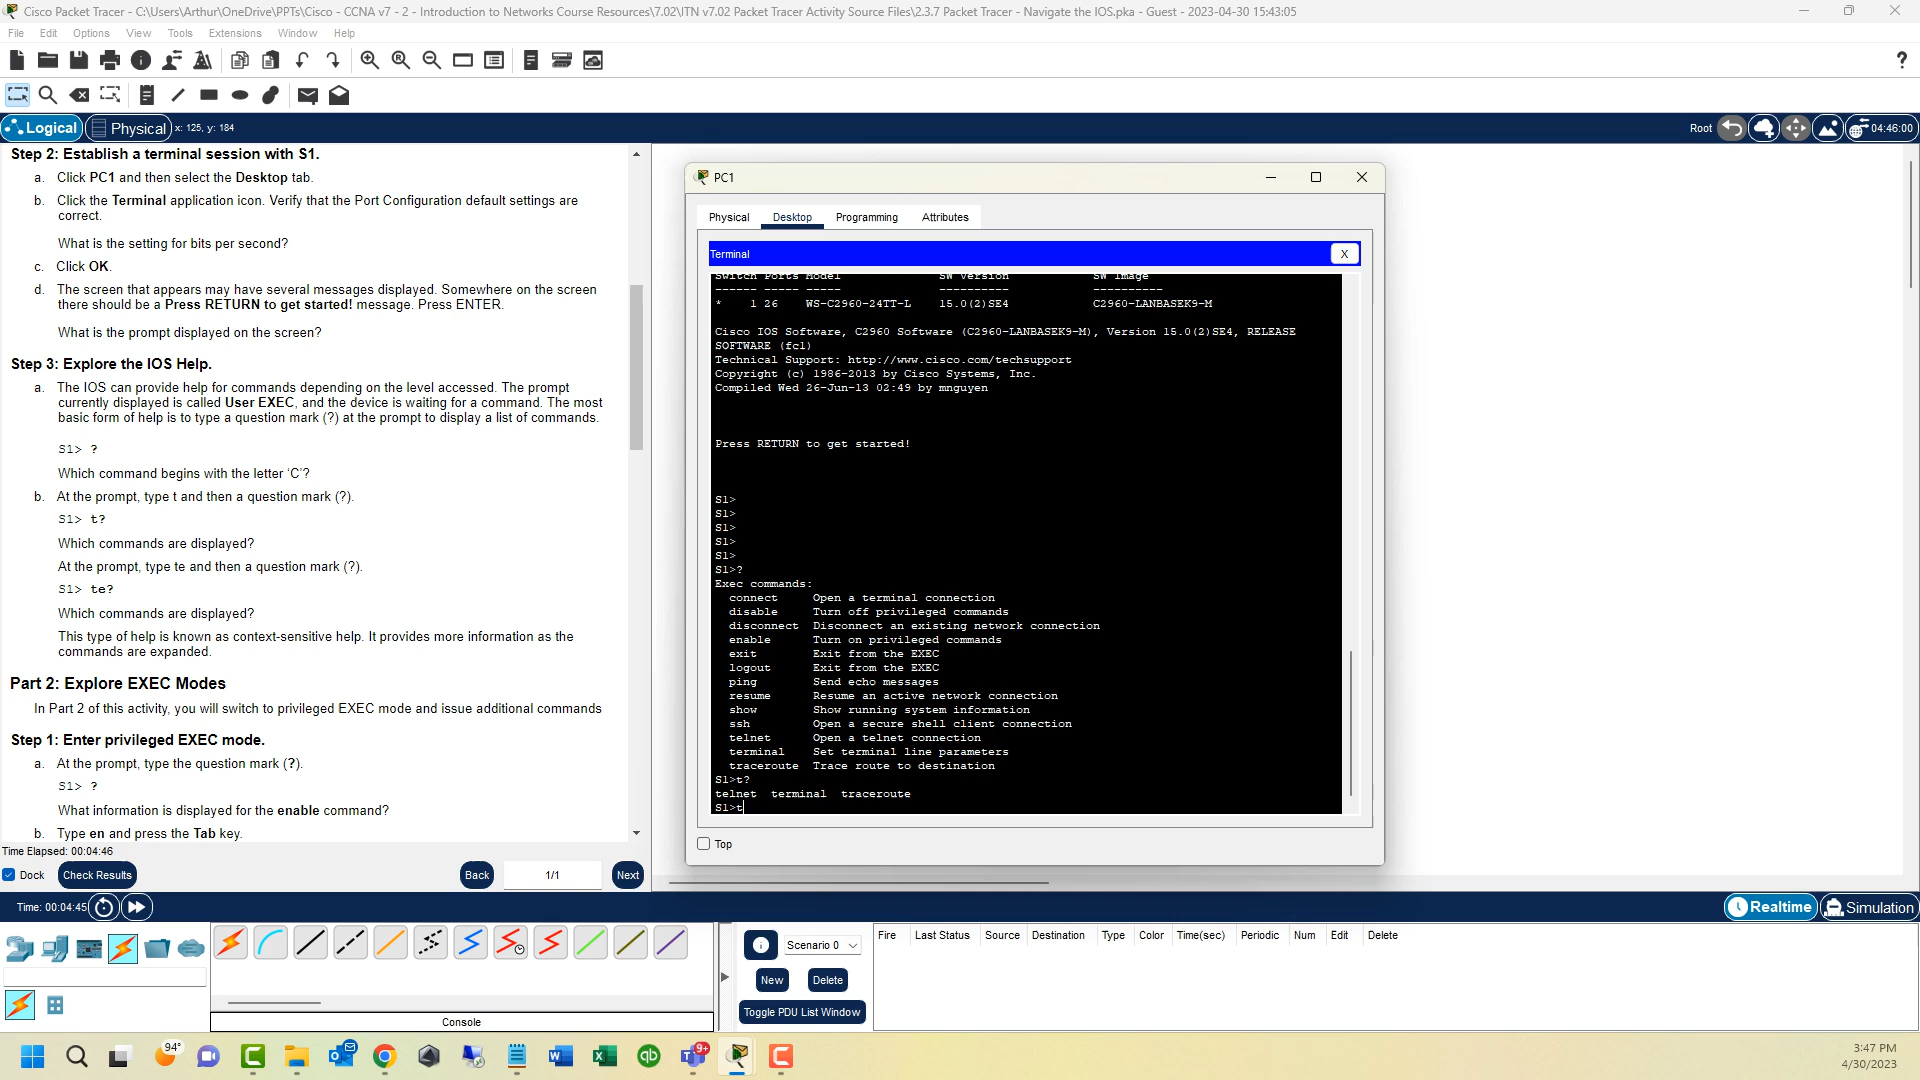 Cisco Packet Tracer - C:\Users\Arthur\OneDrive\PPTs\Cisco - CCNA v7 - 2 - Introduction to Networks Course Resources\7.02\ITN v7.02 Packet Tracer Activity Source Files\2.3.7 Packet Tracer - Navigate the IOS.pka - Guest - 2023-04-30 15:43:05
File Edit Options View Tools Extensions Window Help
?
Logical Physical x: 125, y: 184 Root 04:46:00
Step 2: Establish a terminal session with S1.
a. Click PC1 and then select the Desktop tab.
b. Click the Terminal application icon. Verify that the Port Configuration default settings are
correct.
What is the setting for bits per second?
c. Click OK.
d. The screen that appears may have several messages displayed. Somewhere on the screen
there should be a Press RETURN to get started! message. Press ENTER.
What is the prompt displayed on the screen?
Step 3: Explore the IOS Help.
a. The IOS can provide help for commands depending on the level accessed. The prompt
currently displayed is called User EXEC, and the device is waiting for a command. The most
basic form of help is to type a question mark (?) at the prompt to display a list of commands.
S1> ?
Which command begins with the letter ‘C’?
b. At the prompt, type t and then a question mark (?).
S1> t?
Which commands are displayed?
At the prompt, type te and then a question mark (?).
S1> te?
Which commands are displayed?
This type of help is known as context-sensitive help. It provides more information as the
commands are expanded.
Part 2: Explore EXEC Modes
In Part 2 of this activity, you will switch to privileged EXEC mode and issue additional commands
Step 1: Enter privileged EXEC mode.
a. At the prompt, type the question mark (?).
S1> ?
What information is displayed for the enable command?
b. Type en and press the Tab key.
Time Elapsed: 00:04:46
Dock Check Results Back 1/1 Next
PC1
Physical Desktop Programming Attributes
Terminal X
Switch Ports Model SW Version SW Image
------ ----- ----- ---------- ----------
* 1 26 WS-C2960-24TT-L 15.0(2)SE4 C2960-LANBASEK9-M
Cisco IOS Software, C2960 Software (C2960-LANBASEK9-M), Version 15.0(2)SE4, RELEASE
SOFTWARE (fc1)
Technical Support: http://www.cisco.com/techsupport
Copyright (c) 1986-2013 by Cisco Systems, Inc.
Compiled Wed 26-Jun-13 02:49 by mnguyen
Press RETURN to get started!
S1>
S1>
S1>
S1>
S1>
S1>?
Exec commands:
connect Open a terminal connection
disable Turn off privileged commands
disconnect Disconnect an existing network connection
enable Turn on privileged commands
exit Exit from the EXEC
logout Exit from the EXEC
ping Send echo messages
resume Resume an active network connection
show Show running system information
ssh Open a secure shell client connection
telnet Open a telnet connection
terminal Set terminal line parameters
traceroute Trace route to destination
S1>t?
telnet terminal traceroute
S1>t
Top
Time: 00:04:45 Realtime Simulation
Console
Scenario 0
New Delete
Toggle PDU List Window
Fire Last Status Source Destination Type Color Time(sec) Periodic Num Edit Delete
94°
9+
3:47 PM
4/30/2023